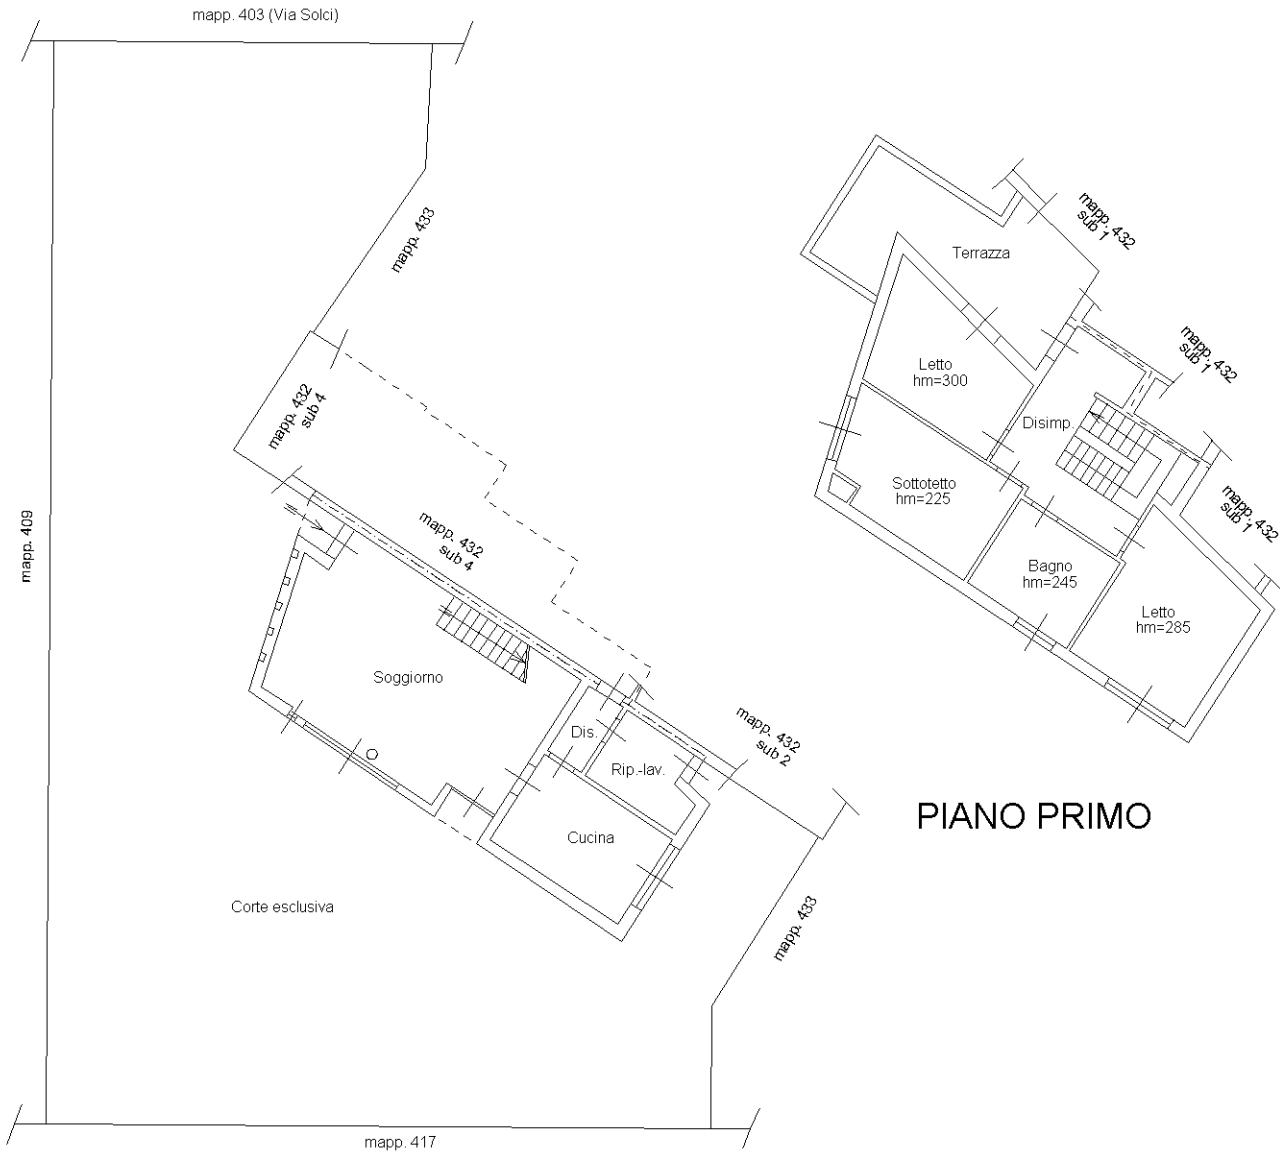 mapp. 403 (Via Solci)
mapp. 433
mapp. 432
sub 4
mapp. 409
mapp. 432
sub 4
Soggiorno
Dis.
Rip.-lav.
Cucina
mapp. 432
sub 2
Corte esclusiva
mapp. 433
mapp. 417
mapp. 432
sub 1
Terrazza
mapp. 432
sub 1
Letto
hm=300
Disimp.
Sottotetto
hm=225
mapp. 432
sub 1
Bagno
hm=245
Letto
hm=285
PIANO PRIMO